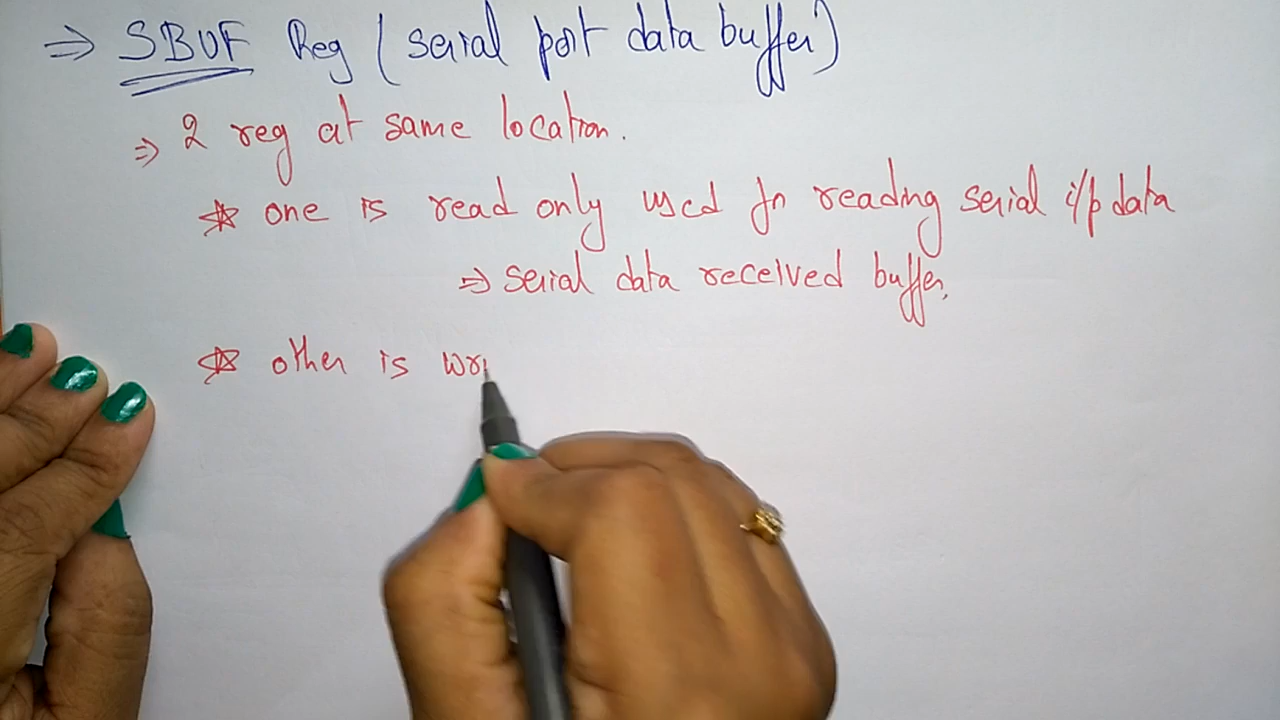 ⇒ SBUF Reg (serial port data buffer)
⇒ 2 reg at same location.
☆ one is read only used for reading serial i/p data
⇒ serial data received buffer.
☆ other is wri